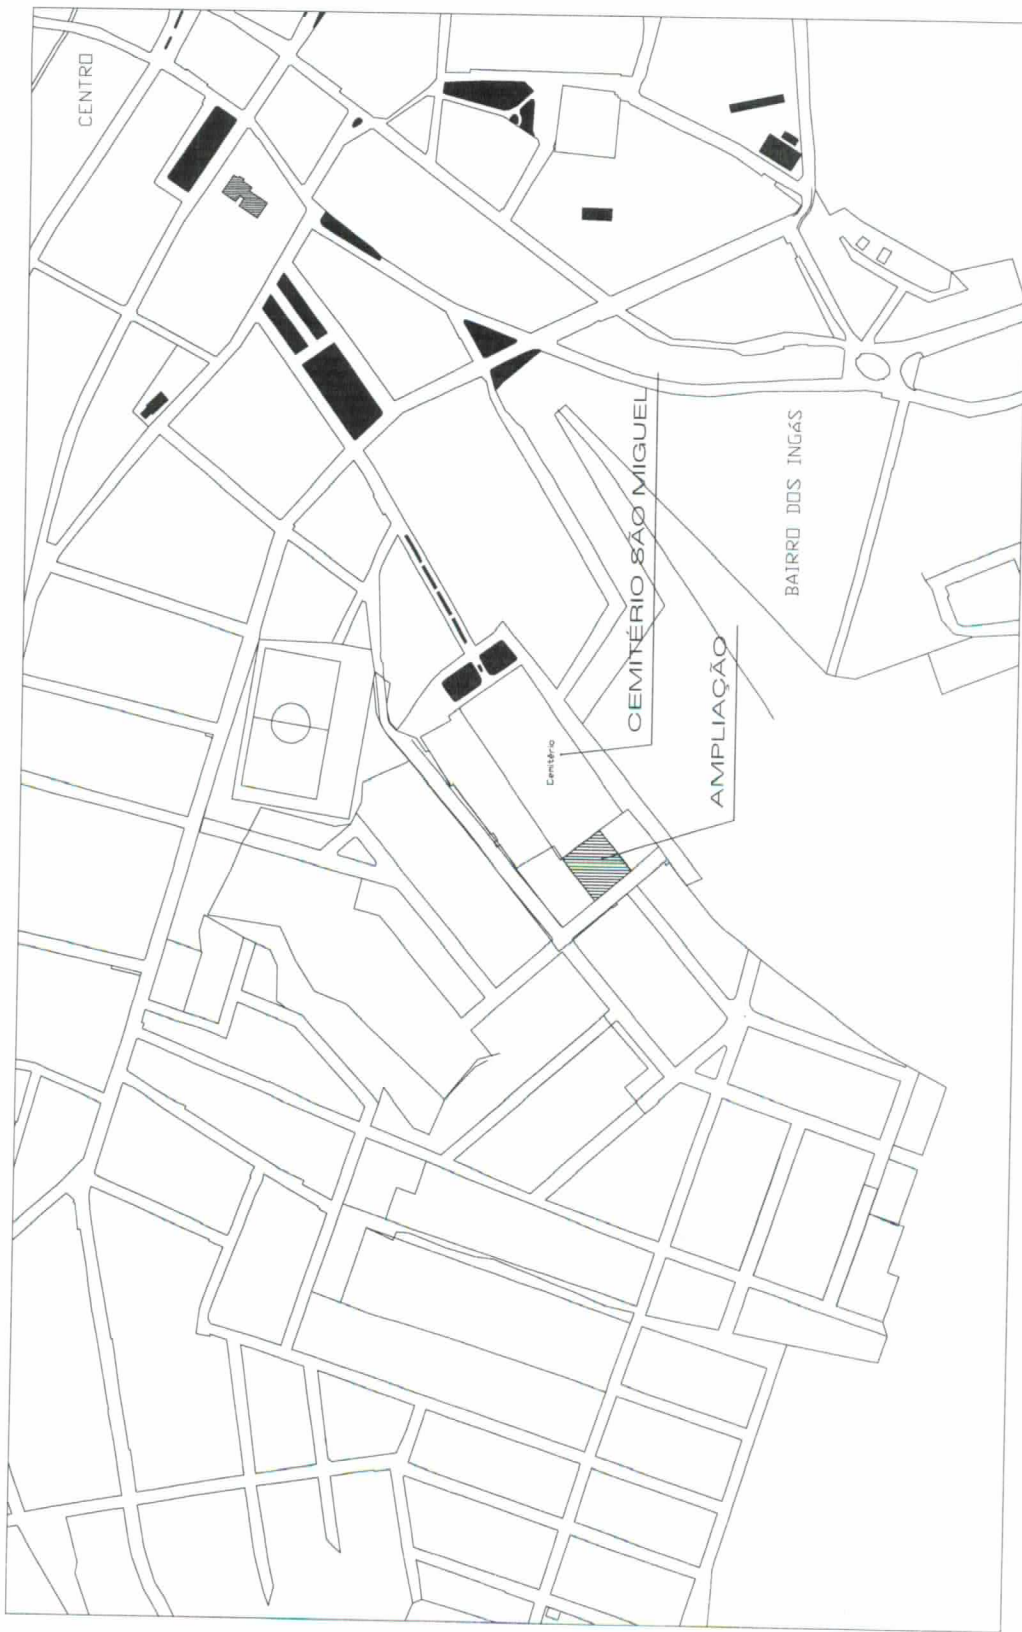 CENTRO
CEMITÉRIO SÃO MIGUEL
BAIRRO DOS INGÁS
Cemitério
AMPLIAÇÃO